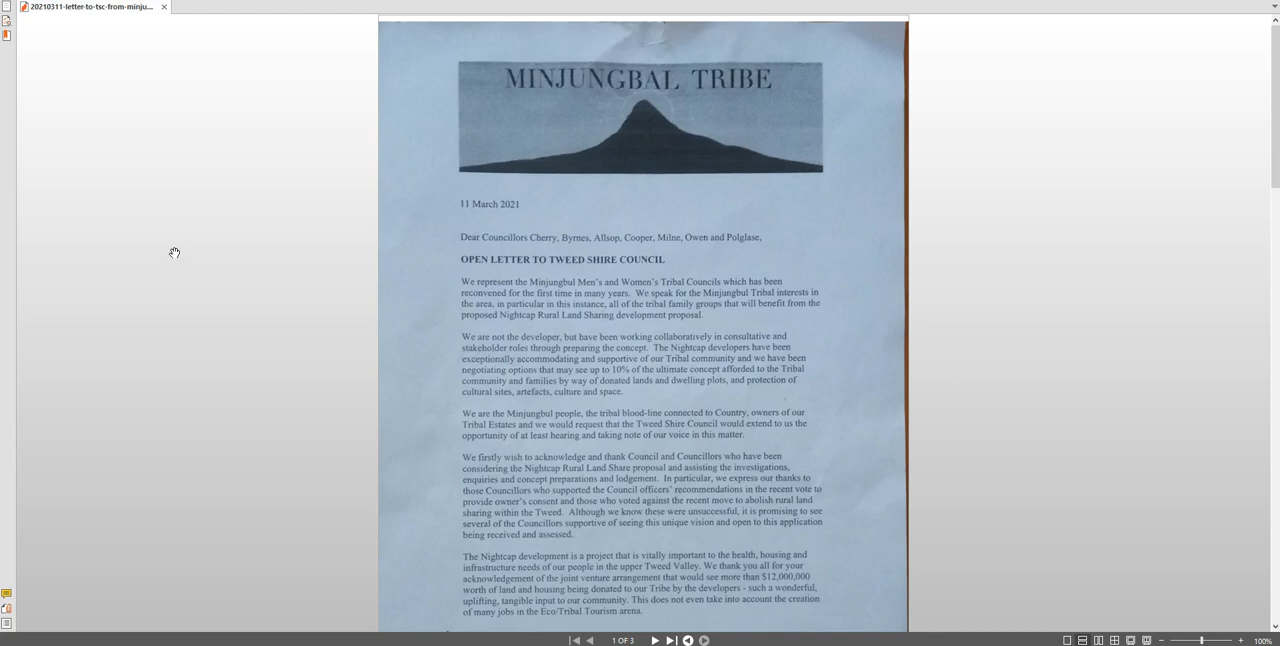 20210311-letter-to-tsc-from-minju...
MINJUNGBAL TRIBE
11 March 2021
Dear Councillors Cherry, Byrnes, Allsop, Cooper, Milne, Owen and Polglase,
OPEN LETTER TO TWEED SHIRE COUNCIL
We represent the Minjungbul Men's and Women's Tribal Councils which has been
reconvened for the first time in many years. We speak for the Minjungbul Tribal interests in
the area, in particular in this instance, all of the tribal family groups that will benefit from the
proposed Nightcap Rural Land Sharing development proposal.
We are not the developer, but have been working collaboratively in consultative and
stakeholder roles through preparing the concept. The Nightcap developers have been
exceptionally accommodating and supportive of our Tribal community and we have been
negotiating options that may see up to 10% of the ultimate concept afforded to the Tribal
community and families by way of donated lands and dwelling plots, and protection of
cultural sites, artefacts, culture and space.
We are the Minjungbul people, the tribal blood-line connected to Country, owners of our
Tribal Estates and we would request that the Tweed Shire Council would extend to us the
opportunity of at least hearing and taking note of our voice in this matter.
We firstly wish to acknowledge and thank Council and Councillors who have been
considering the Nightcap Rural Land Share proposal and assisting the investigations,
enquiries and concept preparations and lodgement. In particular, we express our thanks to
those Councillors who supported the Council officers' recommendations in the recent vote to
provide owner's consent and those who voted against the recent move to abolish rural land
sharing within the Tweed. Although we know these were unsuccessful, it is promising to see
several of the Councillors supportive of seeing this unique vision and open to this application
being received and assessed.
The Nightcap development is a project that is vitally important to the health, housing and
infrastructure needs of our people in the upper Tweed Valley. We thank you all for your
acknowledgement of the joint venture arrangement that would see more than $12,000,000
worth of land and housing being donated to our Tribe by the developers - such a wonderful,
uplifting, tangible input to our community. This does not even take into account the creation
of many jobs in the Eco/Tribal Tourism arena.
1 OF 3
100%